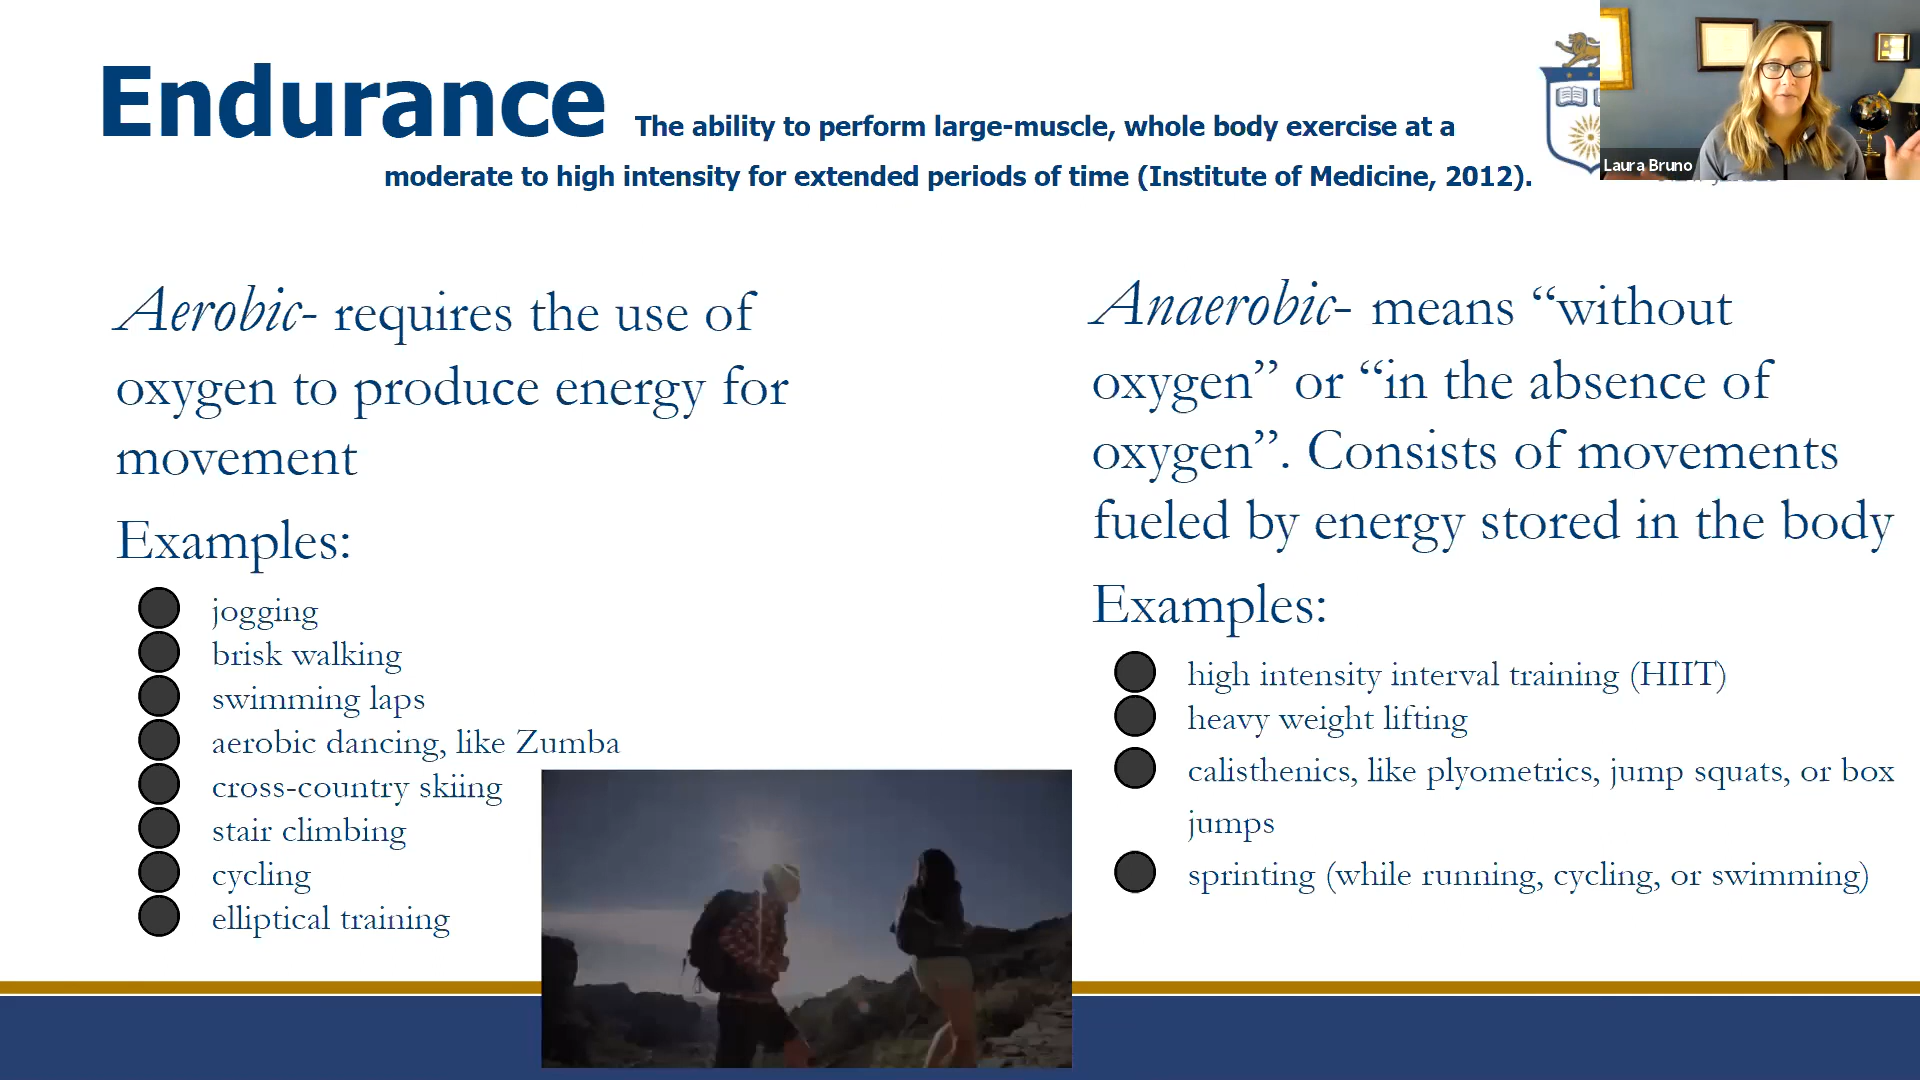 Endurance The ability to perform large-muscle, whole body exercise at a
moderate to high intensity for extended periods of time (Institute of Medicine, 2012).
Laura Bruno
Aerobic- requires the use of
oxygen to produce energy for
movement
Examples:
jogging
brisk walking
swimming laps
aerobic dancing, like Zumba
cross-country skiing
stair climbing
cycling
elliptical training
Anaerobic- means “without
oxygen” or “in the absence of
oxygen”. Consists of movements
fueled by energy stored in the body
Examples:
high intensity interval training (HIIT)
heavy weight lifting
calisthenics, like plyometrics, jump squats, or box
jumps
sprinting (while running, cycling, or swimming)